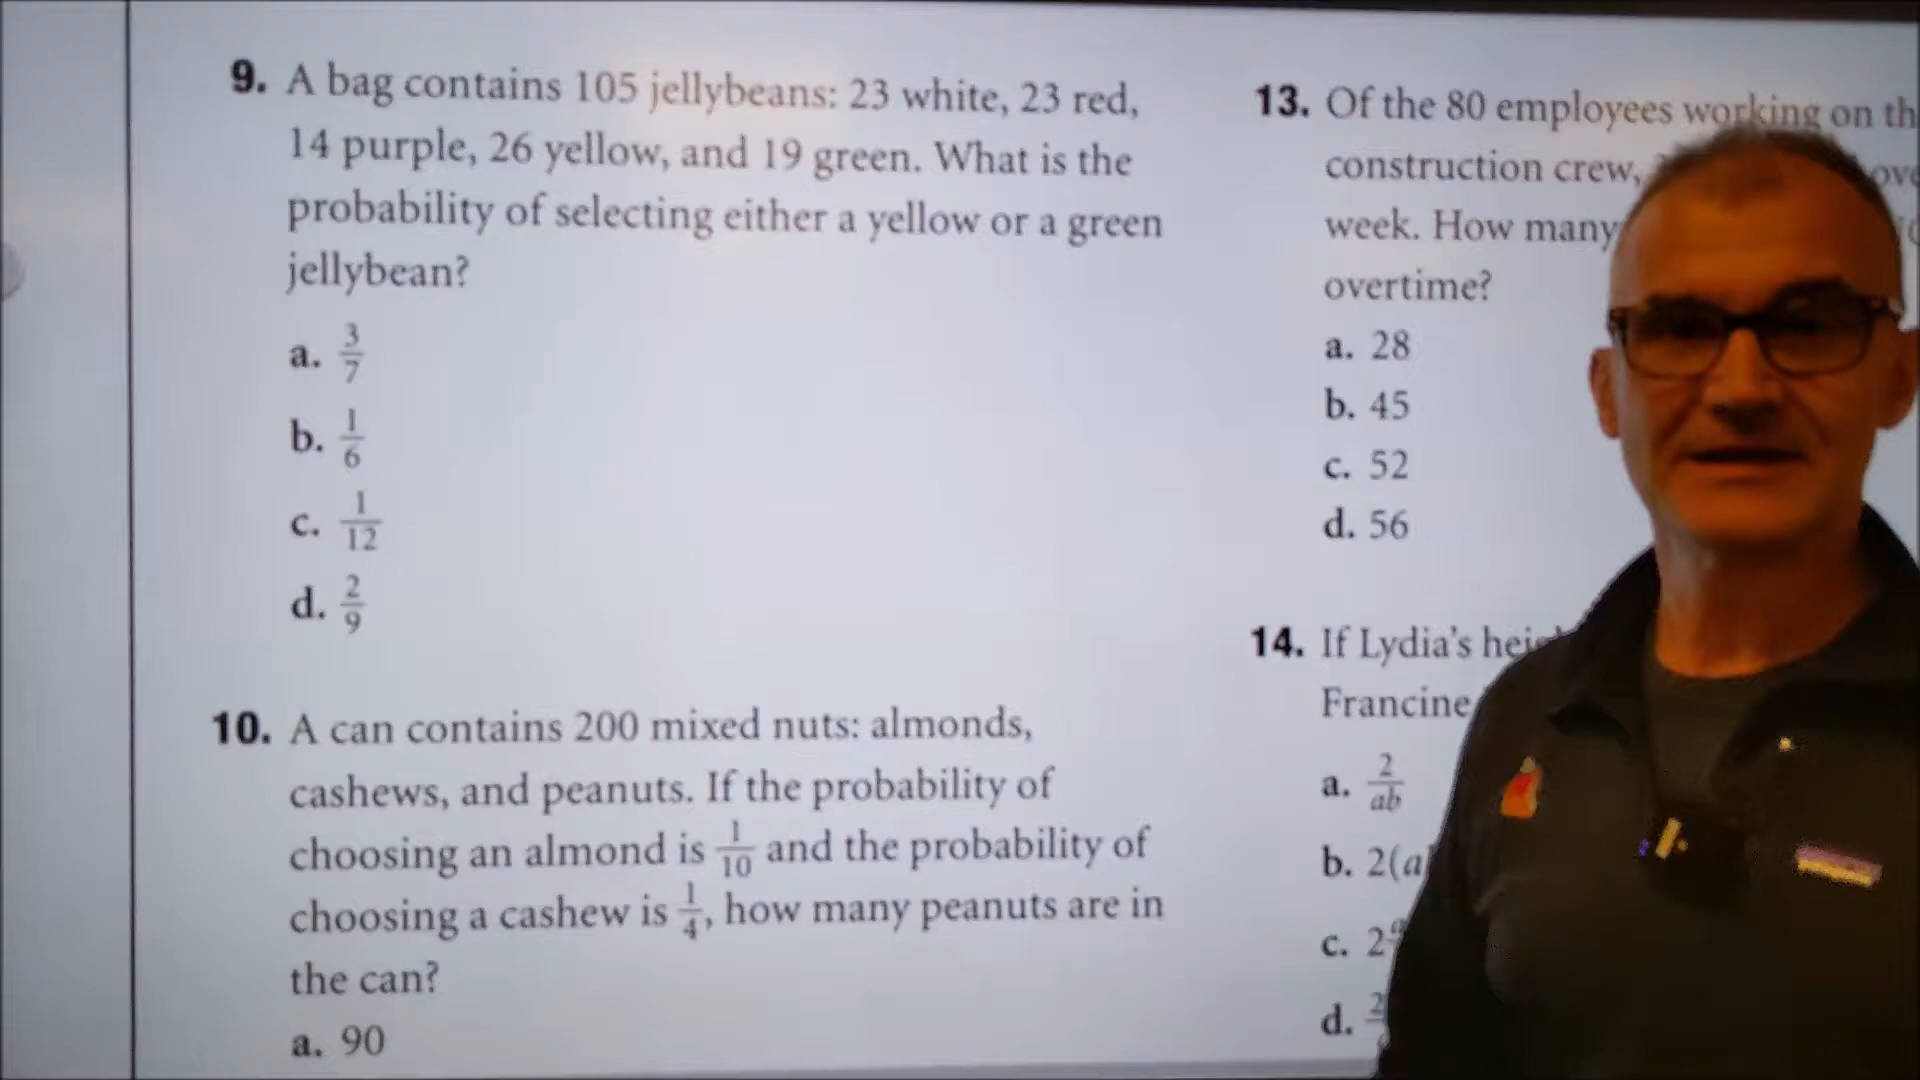 9. A bag contains 105 jellybeans: 23 white, 23 red,
14 purple, 26 yellow, and 19 green. What is the
probability of selecting either a yellow or a green
jellybean?
a. 3/7
b. 1/6
c. 1/12
d. 2/9
10. A can contains 200 mixed nuts: almonds,
cashews, and peanuts. If the probability of
choosing an almond is 1/10 and the probability of
choosing a cashew is 1/4, how many peanuts are in
the can?
a. 90
13. Of the 80 employees working on th
construction crew,
week. How many
overtime?
a. 28
b. 45
c. 52
d. 56
14. If Lydia's hei
Francine
a. 2/ab
b. 2(a
c. 2
d. 2